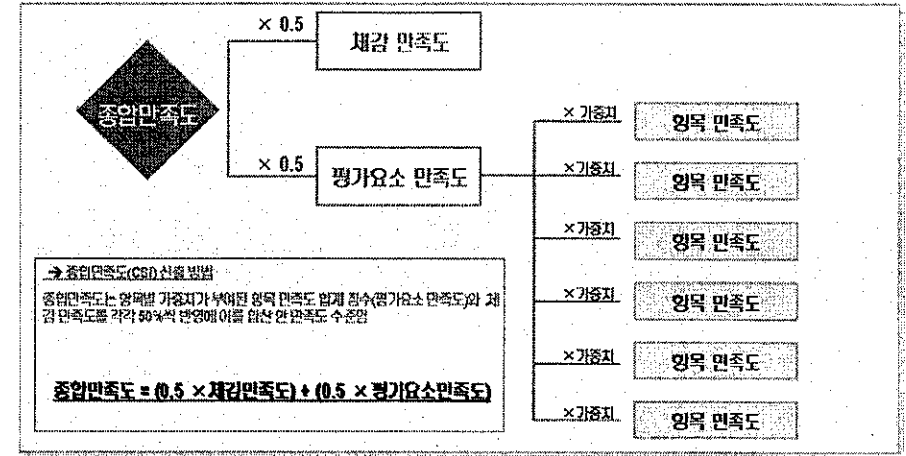 × 0.5
체감 만족도
종합만족도
× 0.5
평가요소 만족도
×가중치
항목 만족도
×가중치
항목 만족도
×가중치
항목 만족도
×가중치
항목 만족도
×가중치
항목 만족도
×가중치
항목 만족도
→ 종합만족도(CSI) 산출 방법
종합만족도는 항목별 가중치가 부여된 항목 만족도 합계 점수(평가요소 만족도)와 체
감 만족도를 각각 50%씩 반영해 이를 합산 한 만족도 수준임
종합만족도 = (0.5 ×체감만족도) + (0.5 ×평가요소만족도)